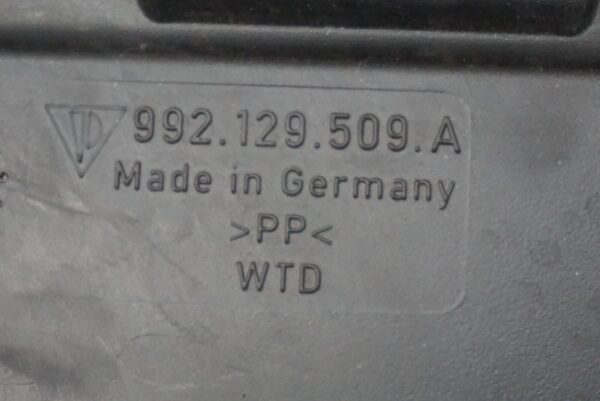 992.129.509.A
Made in Germany
>PP<
WTD